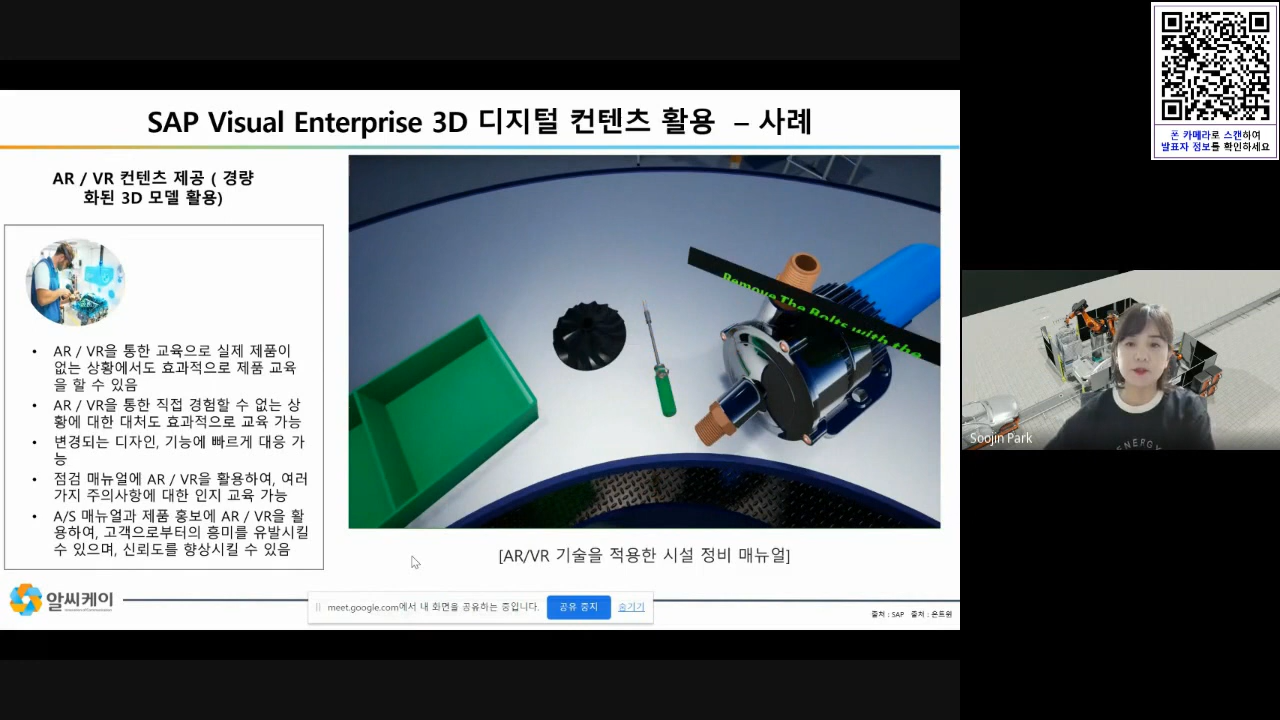 SAP Visual Enterprise 3D 디지털 컨텐츠 활용 – 사례
AR / VR 컨텐츠 제공 ( 경량
화된 3D 모델 활용)
• AR / VR을 통한 교육으로 실제 제품이
없는 상황에서도 효과적으로 제품 교육
을 할 수 있음
• AR / VR을 통한 직접 경험할 수 없는 상
황에 대한 대처도 효과적으로 교육 가능
• 변경되는 디자인, 기능에 빠르게 대응 가
능
• 점검 매뉴얼에 AR / VR을 활용하여, 여러
가지 주의사항에 대한 인지 교육 가능
• A/S 매뉴얼과 제품 홍보에 AR / VR을 활
용하여, 고객으로부터의 흥미를 유발시킬
수 있으며, 신뢰도를 향상시킬 수 있음
Remove The Bolts with the
[AR/VR 기술을 적용한 시설 정비 매뉴얼]
알씨케이
meet.google.com에서 내 화면을 공유하는 중입니다.
공유 중지
숨기기
출처 : SAP 출처 : 온트윈
폰 카메라로 스캔하여
발표자 정보를 확인하세요
Soojin Park
ENERGY